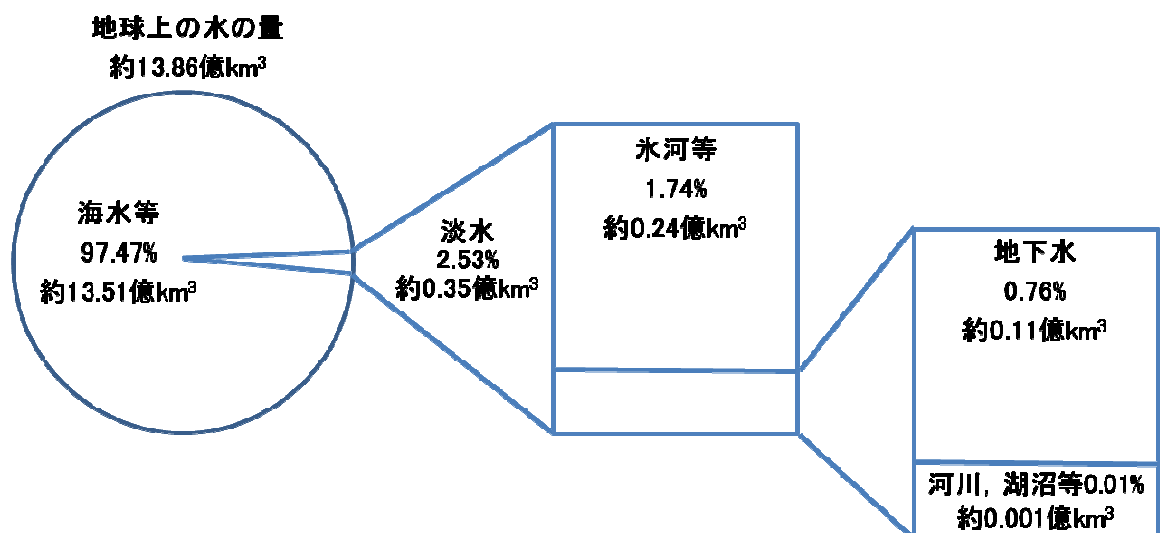 地球上の水の量
約13.86億km³
海水等
97.47%
約13.51億km³
淡水
2.53%
約0.35億km³
氷河等
1.74%
約0.24億km³
地下水
0.76%
約0.11億km³
河川，湖沼等0.01%
約0.001億km³